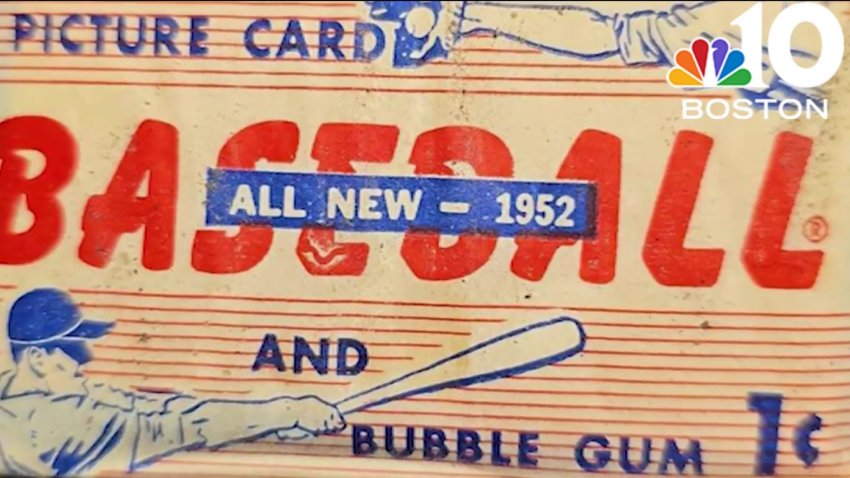 PICTURE CARD
10
BOSTON
BASEBALL®
ALL NEW - 1952
AND
BUBBLE GUM 1¢